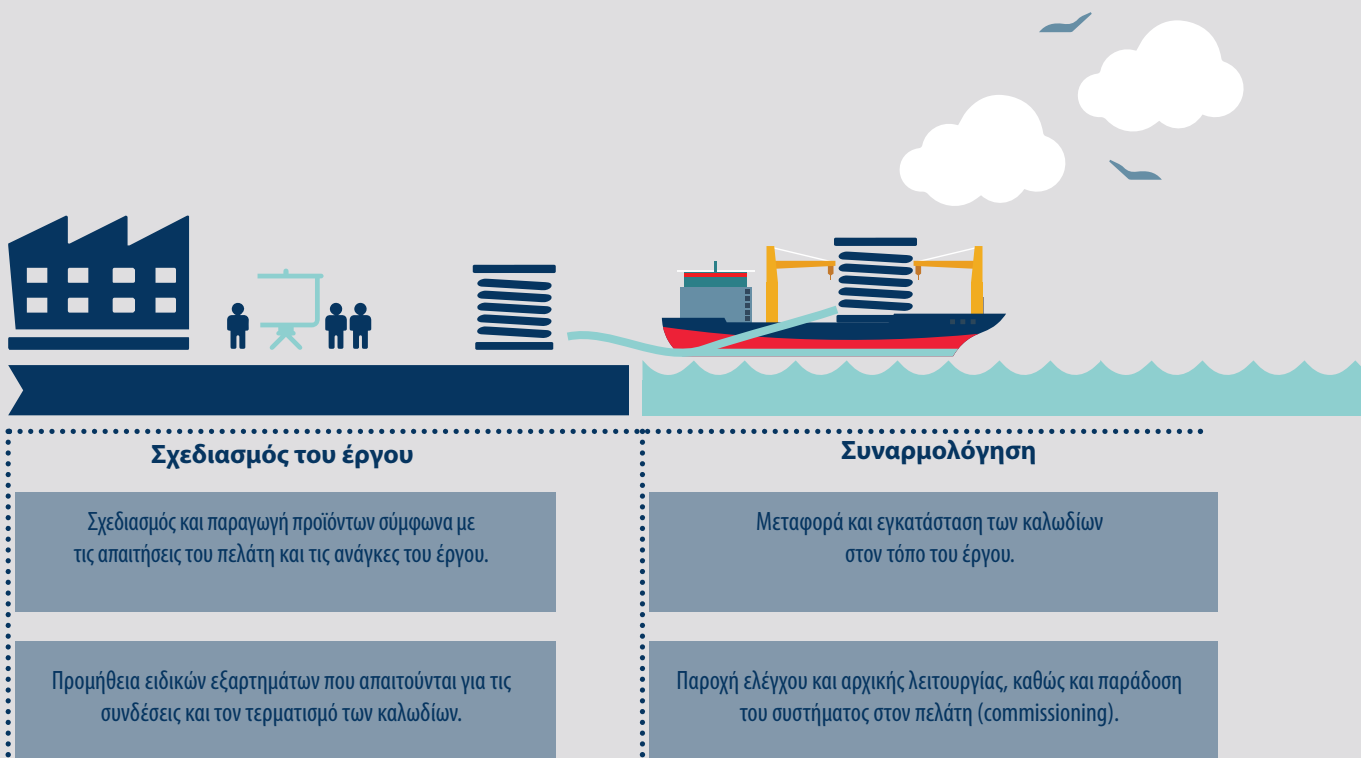 Σχεδιασμός του έργου
Σχεδιασμός και παραγωγή προϊόντων σύμφωνα με
τις απαιτήσεις του πελάτη και τις ανάγκες του έργου.
Προμήθεια ειδικών εξαρτημάτων που απαιτούνται για τις
συνδέσεις και τον τερματισμό των καλωδίων.
Συναρμολόγηση
Μεταφορά και εγκατάσταση των καλωδίων
στον τόπο του έργου.
Παροχή ελέγχου και αρχικής λειτουργίας, καθώς και παράδοση
του συστήματος στον πελάτη (commissioning).